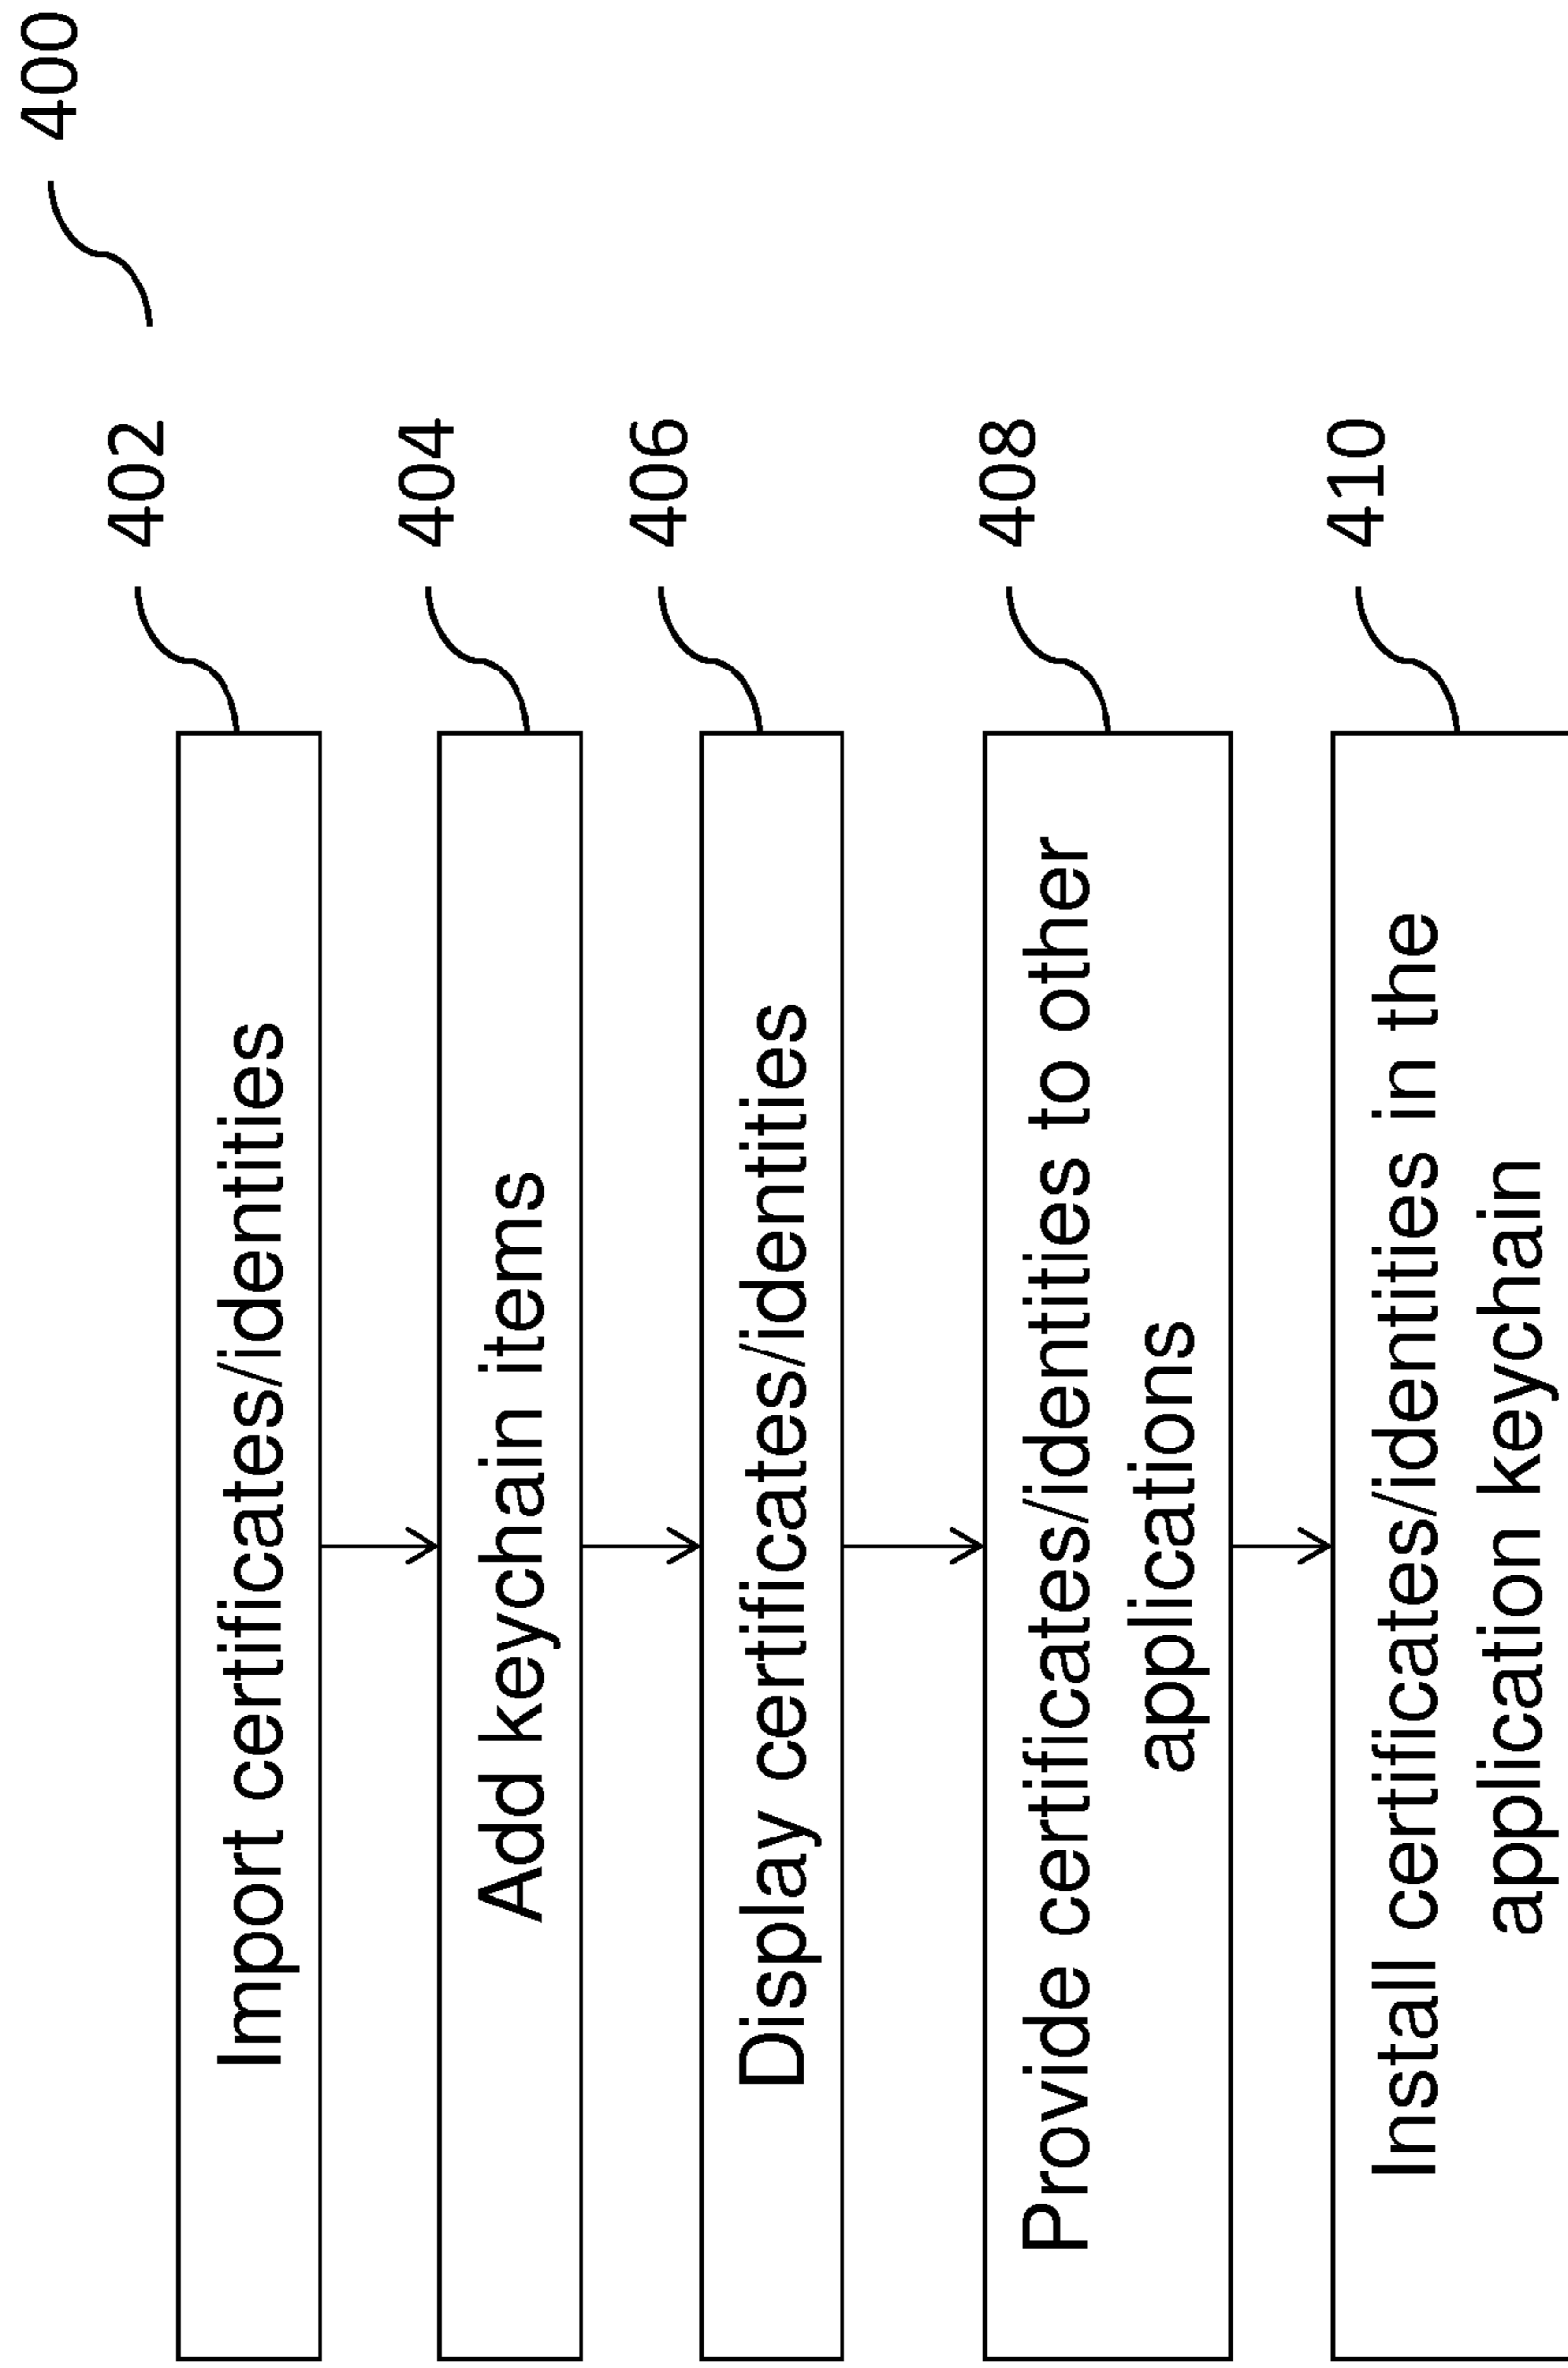 400
402
Import certificates/identities
404
Add keychain items
406
Display certificates/identities
408
Provide certificates/identities to other
applications
410
Install certificates/identities in the
application keychain